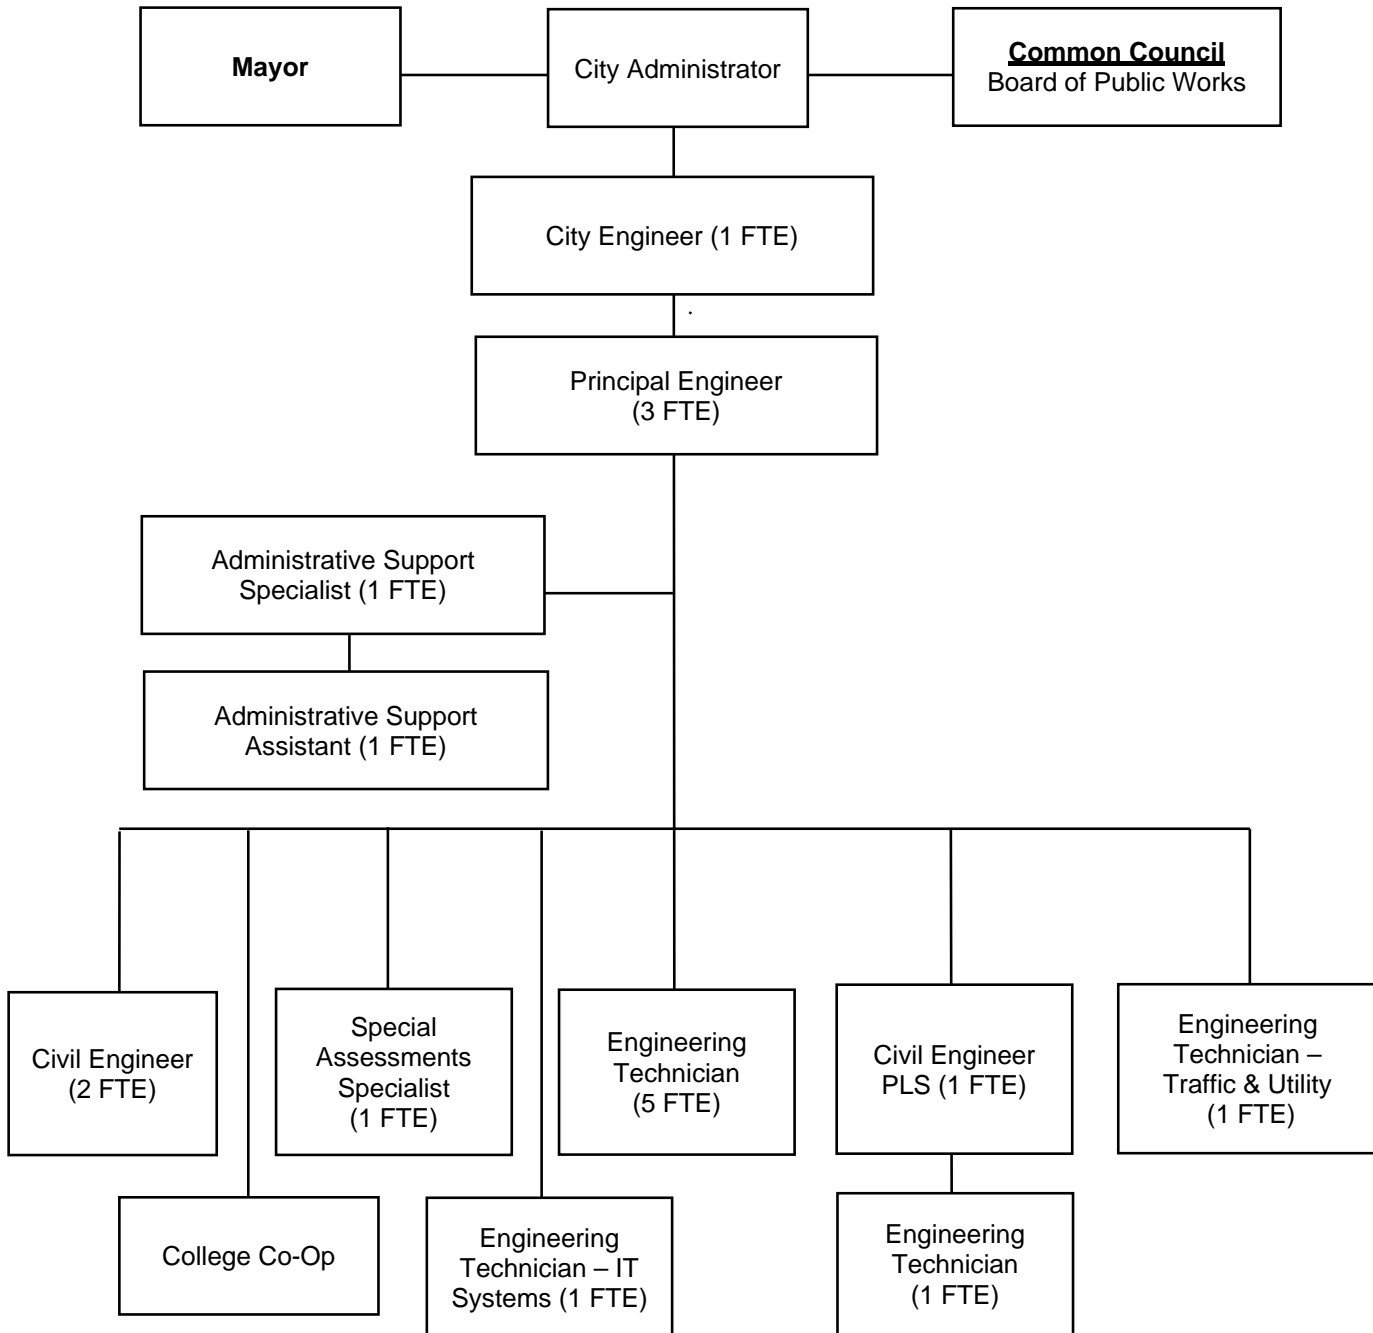 Mayor
City Administrator
Common Council
Board of Public Works
City Engineer (1 FTE)
.
Principal Engineer
(3 FTE)
Administrative Support
Specialist (1 FTE)
Administrative Support
Assistant (1 FTE)
Civil Engineer
(2 FTE)
Special
Assessments
Specialist
(1 FTE)
Engineering
Technician
(5 FTE)
Civil Engineer
PLS (1 FTE)
Engineering
Technician –
Traffic & Utility
(1 FTE)
College Co-Op
Engineering
Technician – IT
Systems (1 FTE)
Engineering
Technician
(1 FTE)